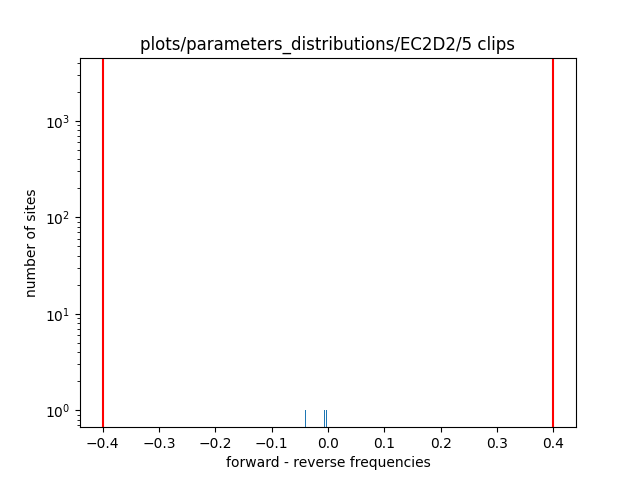 plots/parameters_distributions/EC2D2/5 clips
number of sites
10³
10²
10¹
10⁰
−0.4 −0.3 −0.2 −0.1 0.0 0.1 0.2 0.3 0.4
forward - reverse frequencies